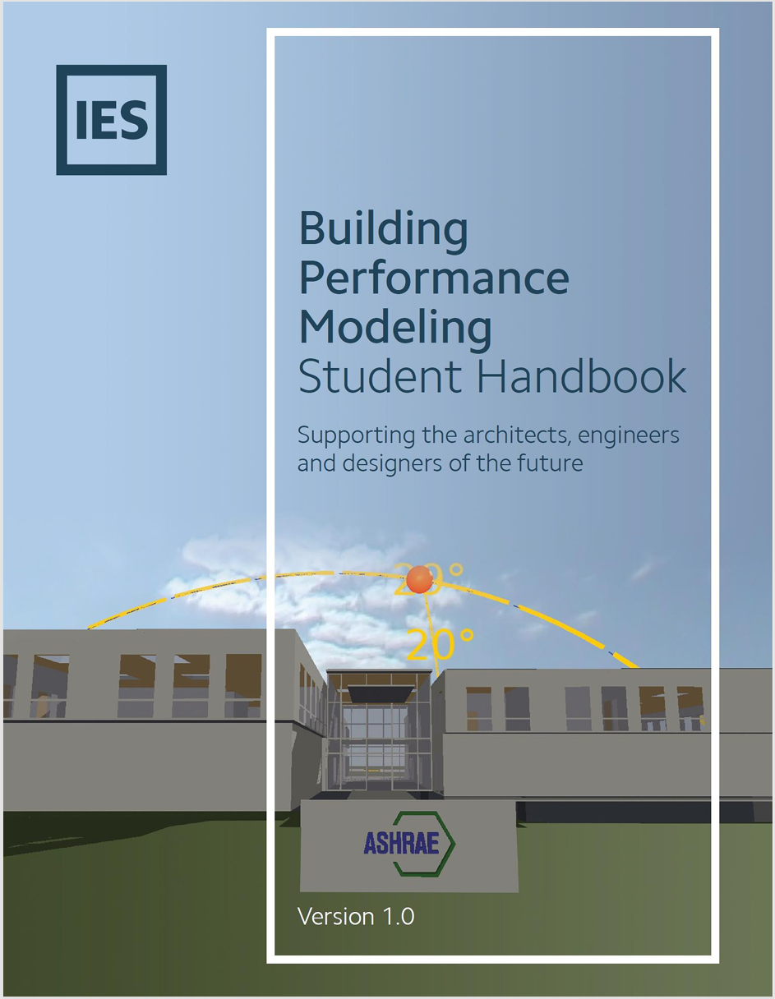 IES
Building
Performance
Modeling
Student Handbook
Supporting the architects, engineers
and designers of the future
20°
ASHRAE
Version 1.0